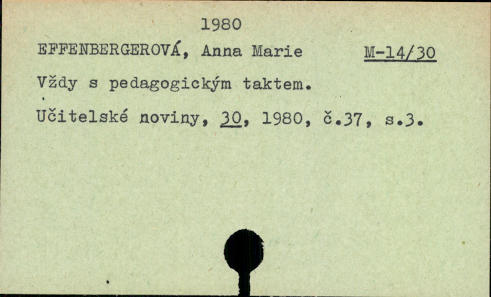 1980
EFFENBERGEROVÁ, Anna Marie M-14/30
Vždy s pedagogickým taktem.
Učitelské noviny, 30, 1980, č.37, s.3.